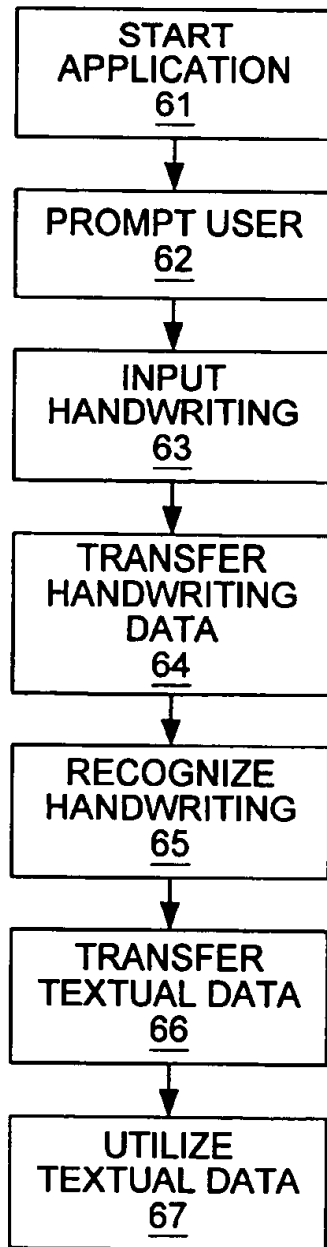 START
APPLICATION
61
PROMPT USER
62
INPUT
HANDWRITING
63
TRANSFER
HANDWRITING
DATA
64
RECOGNIZE
HANDWRITING
65
TRANSFER
TEXTUAL DATA
66
UTILIZE
TEXTUAL DATA
67